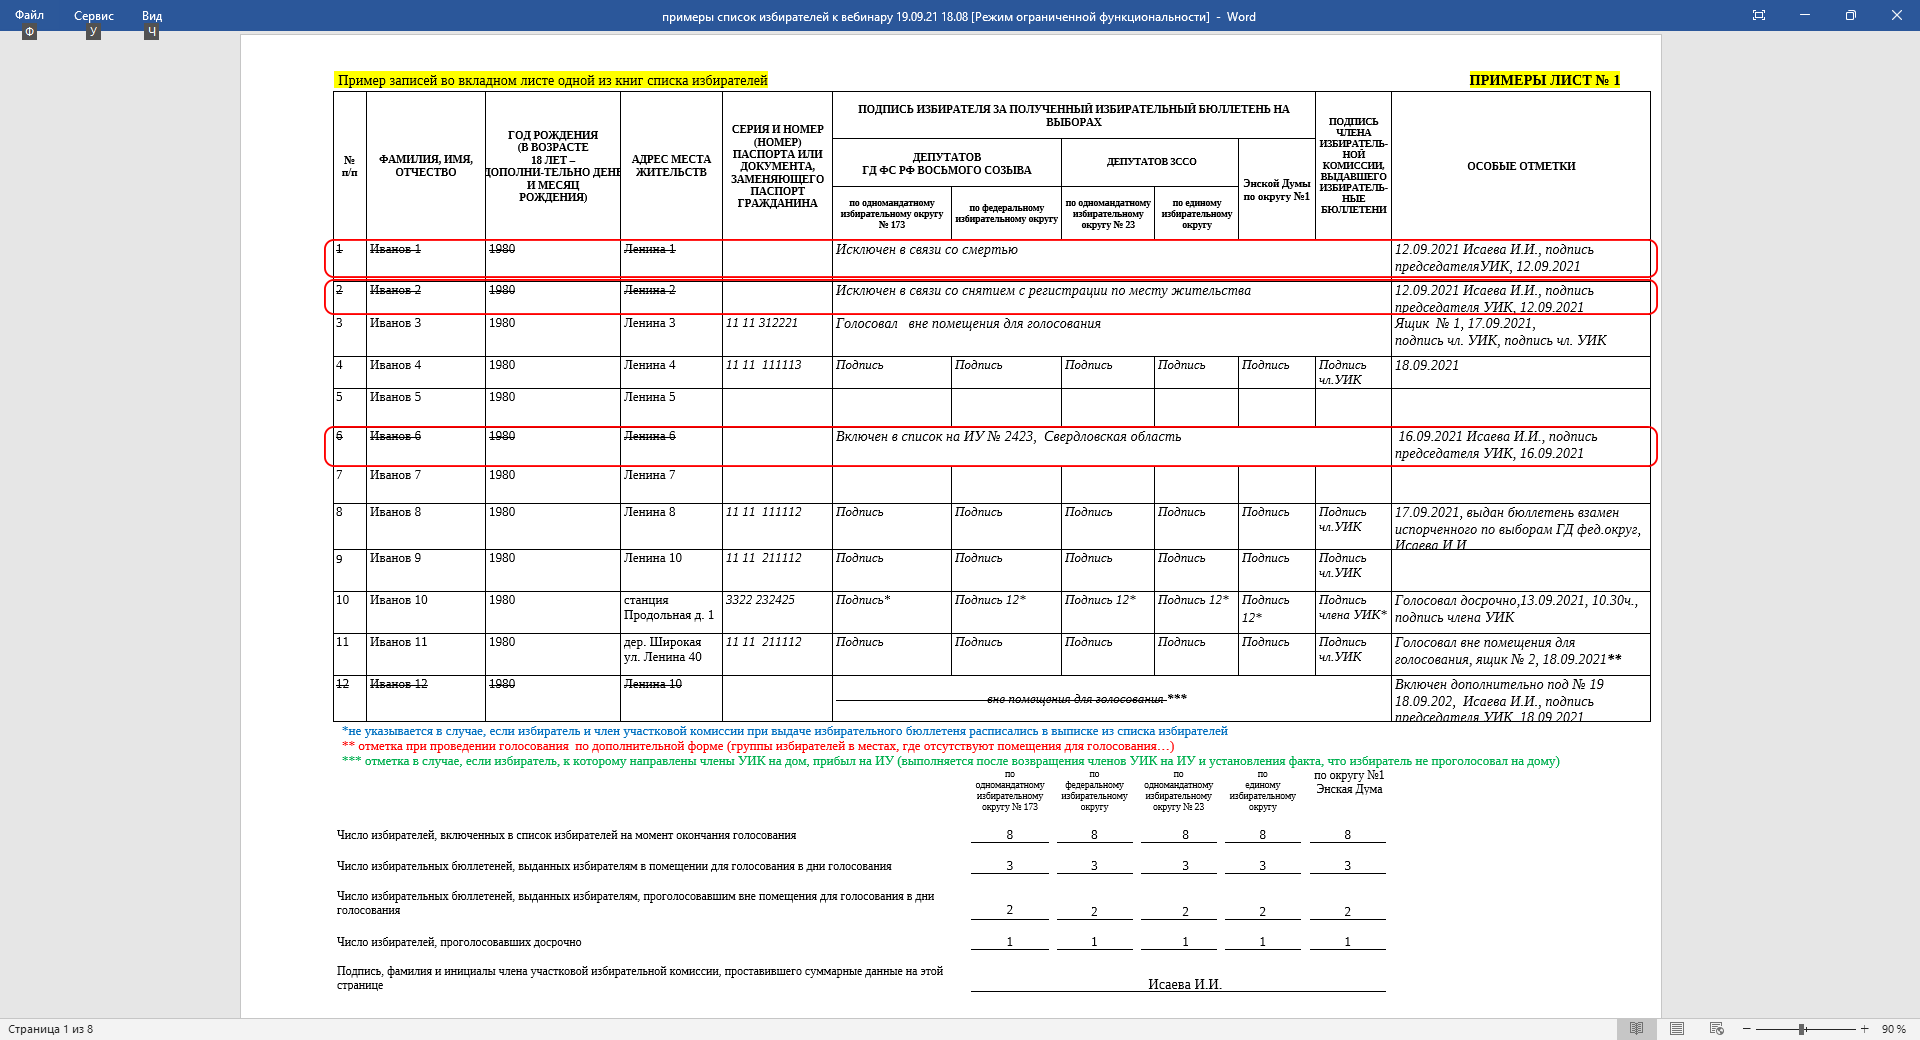 Файл Сервис Вид
Ф У Ч
примеры список избирателей к вебинару 19.09.21 18.08 [Режим ограниченной функциональности] - Word
Пример записей во вкладном листе одной из книг списка избирателей
ПРИМЕРЫ ЛИСТ № 1
№
п/п
ФАМИЛИЯ, ИМЯ,
ОТЧЕСТВО
ГОД РОЖДЕНИЯ
(В ВОЗРАСТЕ
18 ЛЕТ –
ДОПОЛНИ-ТЕЛЬНО ДЕНЬ
И МЕСЯЦ
РОЖДЕНИЯ)
АДРЕС МЕСТА
ЖИТЕЛЬСТВ
СЕРИЯ И НОМЕР
(НОМЕР)
ПАСПОРТА ИЛИ
ДОКУМЕНТА,
ЗАМЕНЯЮЩЕГО
ПАСПОРТ
ГРАЖДАНИНА
ПОДПИСЬ ИЗБИРАТЕЛЯ ЗА ПОЛУЧЕННЫЙ ИЗБИРАТЕЛЬНЫЙ БЮЛЛЕТЕНЬ НА
ВЫБОРАХ
ДЕПУТАТОВ
ГД ФС РФ ВОСЬМОГО СОЗЫВА
ДЕПУТАТОВ ЗССО
Энской Думы
по округу №1
по одномандатному
избирательному округу
№ 173
по федеральному
избирательному округу
по одномандатному
избирательному
округу № 23
по единому
избирательному
округу
ПОДПИСЬ
ЧЛЕНА
ИЗБИРАТЕЛЬ-
НОЙ
КОМИССИИ,
ВЫДАВШЕГО
ИЗБИРАТЕЛЬ-
НЫЕ
БЮЛЛЕТЕНИ
ОСОБЫЕ ОТМЕТКИ
1 Иванов 1 1980 Ленина 1 Исключен в связи со смертью 12.09.2021 Исаева И.И., подпись
председателяУИК, 12.09.2021
2 Иванов 2 1980 Ленина 2 Исключен в связи со снятием с регистрации по месту жительства 12.09.2021 Исаева И.И., подпись
председателя УИК, 12.09.2021
3 Иванов 3 1980 Ленина 3 11 11 312221 Голосовал вне помещения для голосования Ящик № 1, 17.09.2021,
подпись чл. УИК, подпись чл. УИК
4 Иванов 4 1980 Ленина 4 11 11 111113 Подпись Подпись Подпись Подпись Подпись Подпись 18.09.2021
чл.УИК
5 Иванов 5 1980 Ленина 5
6 Иванов 6 1980 Ленина 6 Включен в список на ИУ № 2423, Свердловская область 16.09.2021 Исаева И.И., подпись
председателя УИК, 16.09.2021
7 Иванов 7 1980 Ленина 7
8 Иванов 8 1980 Ленина 8 11 11 111112 Подпись Подпись Подпись Подпись Подпись Подпись 17.09.2021, выдан бюллетень взамен
чл.УИК испорченного по выборам ГД фед.округ,
Исаева И.И
9 Иванов 9 1980 Ленина 10 11 11 211112 Подпись Подпись Подпись Подпись Подпись Подпись
чл.УИК
10 Иванов 10 1980 станция 3322 232425 Подпись* Подпись 12* Подпись 12* Подпись 12* Подпись Подпись Голосовал досрочно,13.09.2021, 10.30ч.,
Продольная д. 1 12* члена УИК* подпись члена УИК
11 Иванов 11 1980 дер. Широкая 11 11 211112 Подпись Подпись Подпись Подпись Подпись Подпись Голосовал вне помещения для
ул. Ленина 40 чл.УИК голосования, ящик № 2, 18.09.2021**
12 Иванов 12 1980 Ленина 10 вне помещения для голосования *** Включен дополнительно под № 19
18.09.202, Исаева И.И., подпись
председателя УИК, 18.09.2021
*не указывается в случае, если избиратель и член участковой комиссии при выдаче избирательного бюллетеня расписались в выписке из списка избирателей
** отметка при проведении голосования по дополнительной форме (группы избирателей в местах, где отсутствуют помещения для голосования…)
*** отметка в случае, если избиратель, к которому направлены члены УИК на дом, прибыл на ИУ (выполняется после возвращения членов УИК на ИУ и установления факта, что избиратель не проголосовал на дому)
по
одномандатному
избирательному
округу № 173
по
федеральному
избирательному
округу
по
одномандатному
избирательному
округу № 23
по
единому
избирательному
округу
по округу №1
Энская Дума
Число избирателей, включенных в список избирателей на момент окончания голосования 8 8 8 8 8
Число избирательных бюллетеней, выданных избирателям в помещении для голосования в дни голосования 3 3 3 3 3
Число избирательных бюллетеней, выданных избирателям, проголосовавшим вне помещения для голосования в дни
голосования 2 2 2 2 2
Число избирателей, проголосовавших досрочно 1 1 1 1 1
Подпись, фамилия и инициалы члена участковой избирательной комиссии, проставившего суммарные данные на этой
странице Исаева И.И.
Страница 1 из 8
90 %